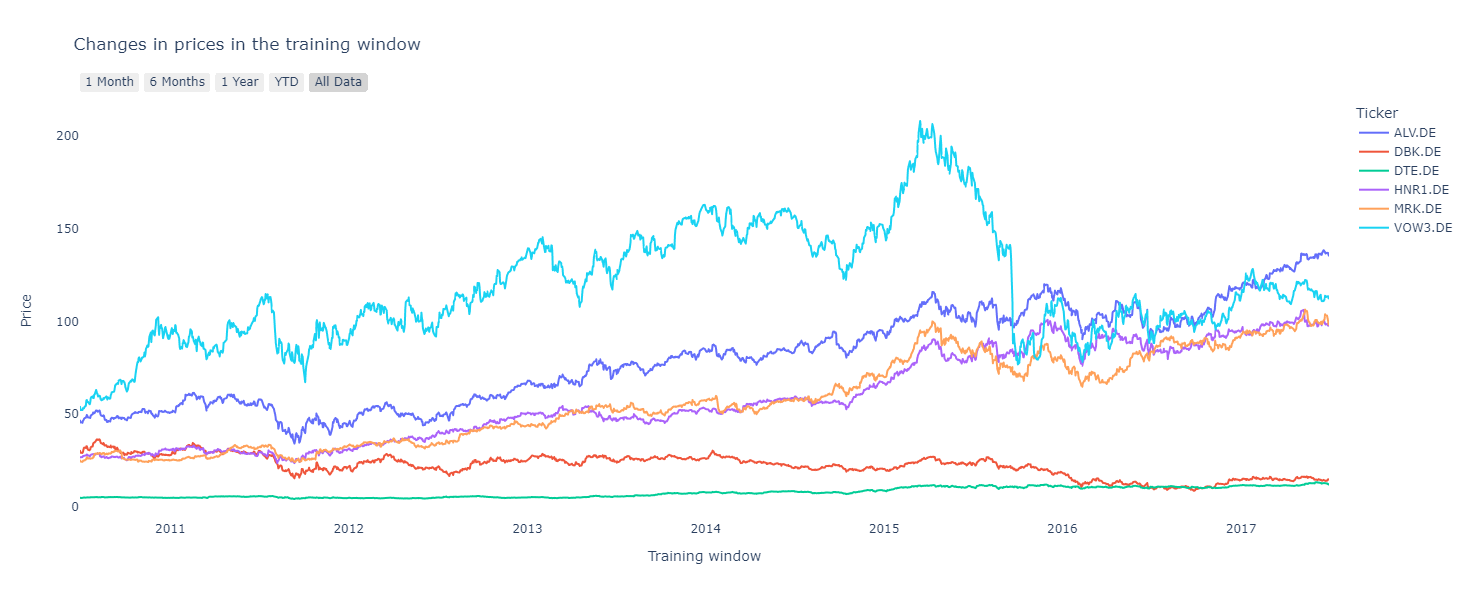 Changes in prices in the training window
1 Month 6 Months 1 Year YTD All Data
Ticker
ALV.DE
DBK.DE
DTE.DE
HNR1.DE
MRK.DE
VOW3.DE
Price
200
150
100
50
0
2011 2012 2013 2014 2015 2016 2017
Training window